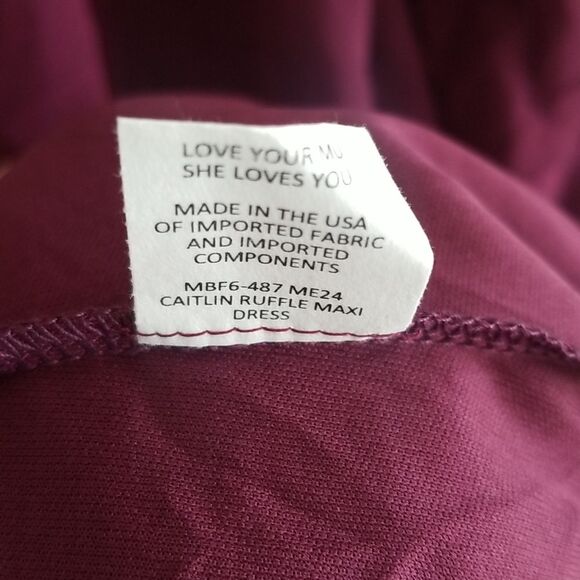 LOVE YOUR MU
SHE LOVES YOU
MADE IN THE USA
OF IMPORTED FABRIC
AND IMPORTED
COMPONENTS
MBF6-487 ME24
CAITLIN RUFFLE MAXI
DRESS